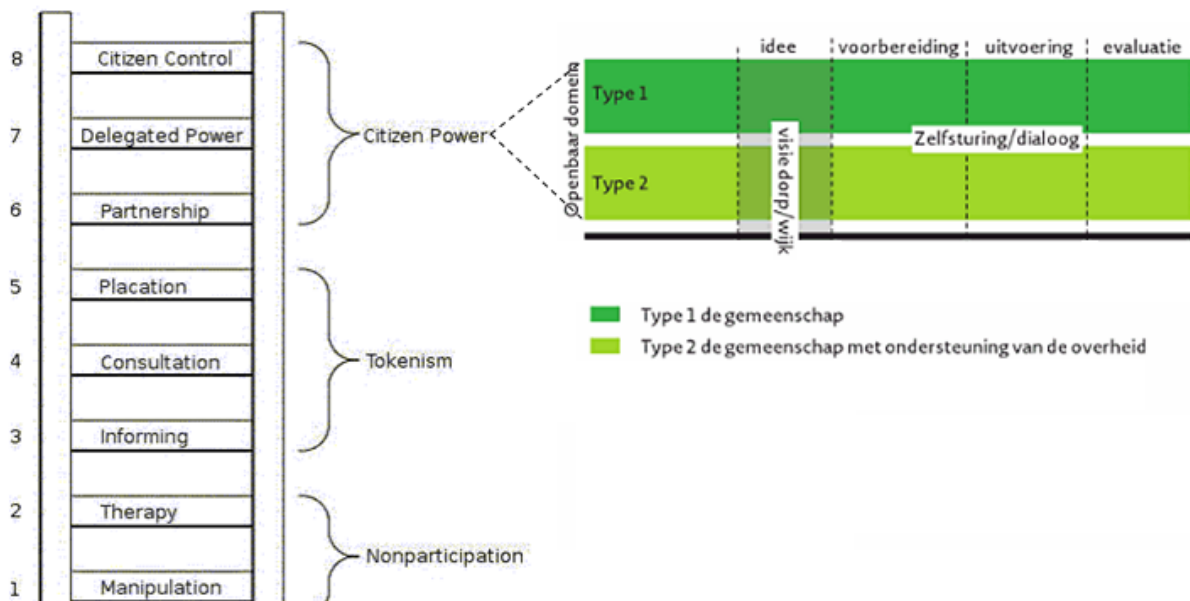 8
Citizen Control
7
Delegated Power
6
Partnership
5
Placation
4
Consultation
3
Informing
2
Therapy
1
Manipulation
Citizen Power
Tokenism
Nonparticipation
idee
voorbereiding
uitvoering
evaluatie
Openbaar domein
Type 1
Type 2
visie dorp/wijk
Zelfsturing/dialoog
Type 1 de gemeenschap
Type 2 de gemeenschap met ondersteuning van de overheid